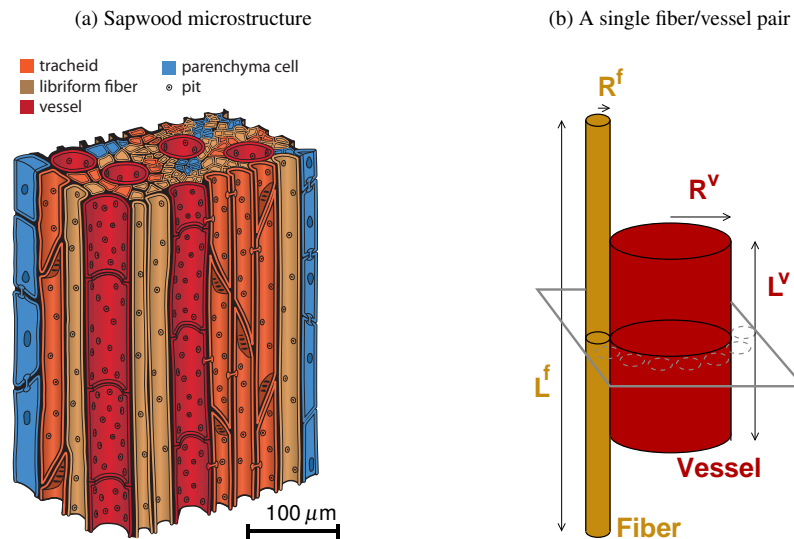 (a) Sapwood microstructure
tracheid
libriform fiber
vessel
parenchyma cell
pit
100 μm
(b) A single fiber/vessel pair
R^f
R^v
L^v
L^f
Vessel
Fiber